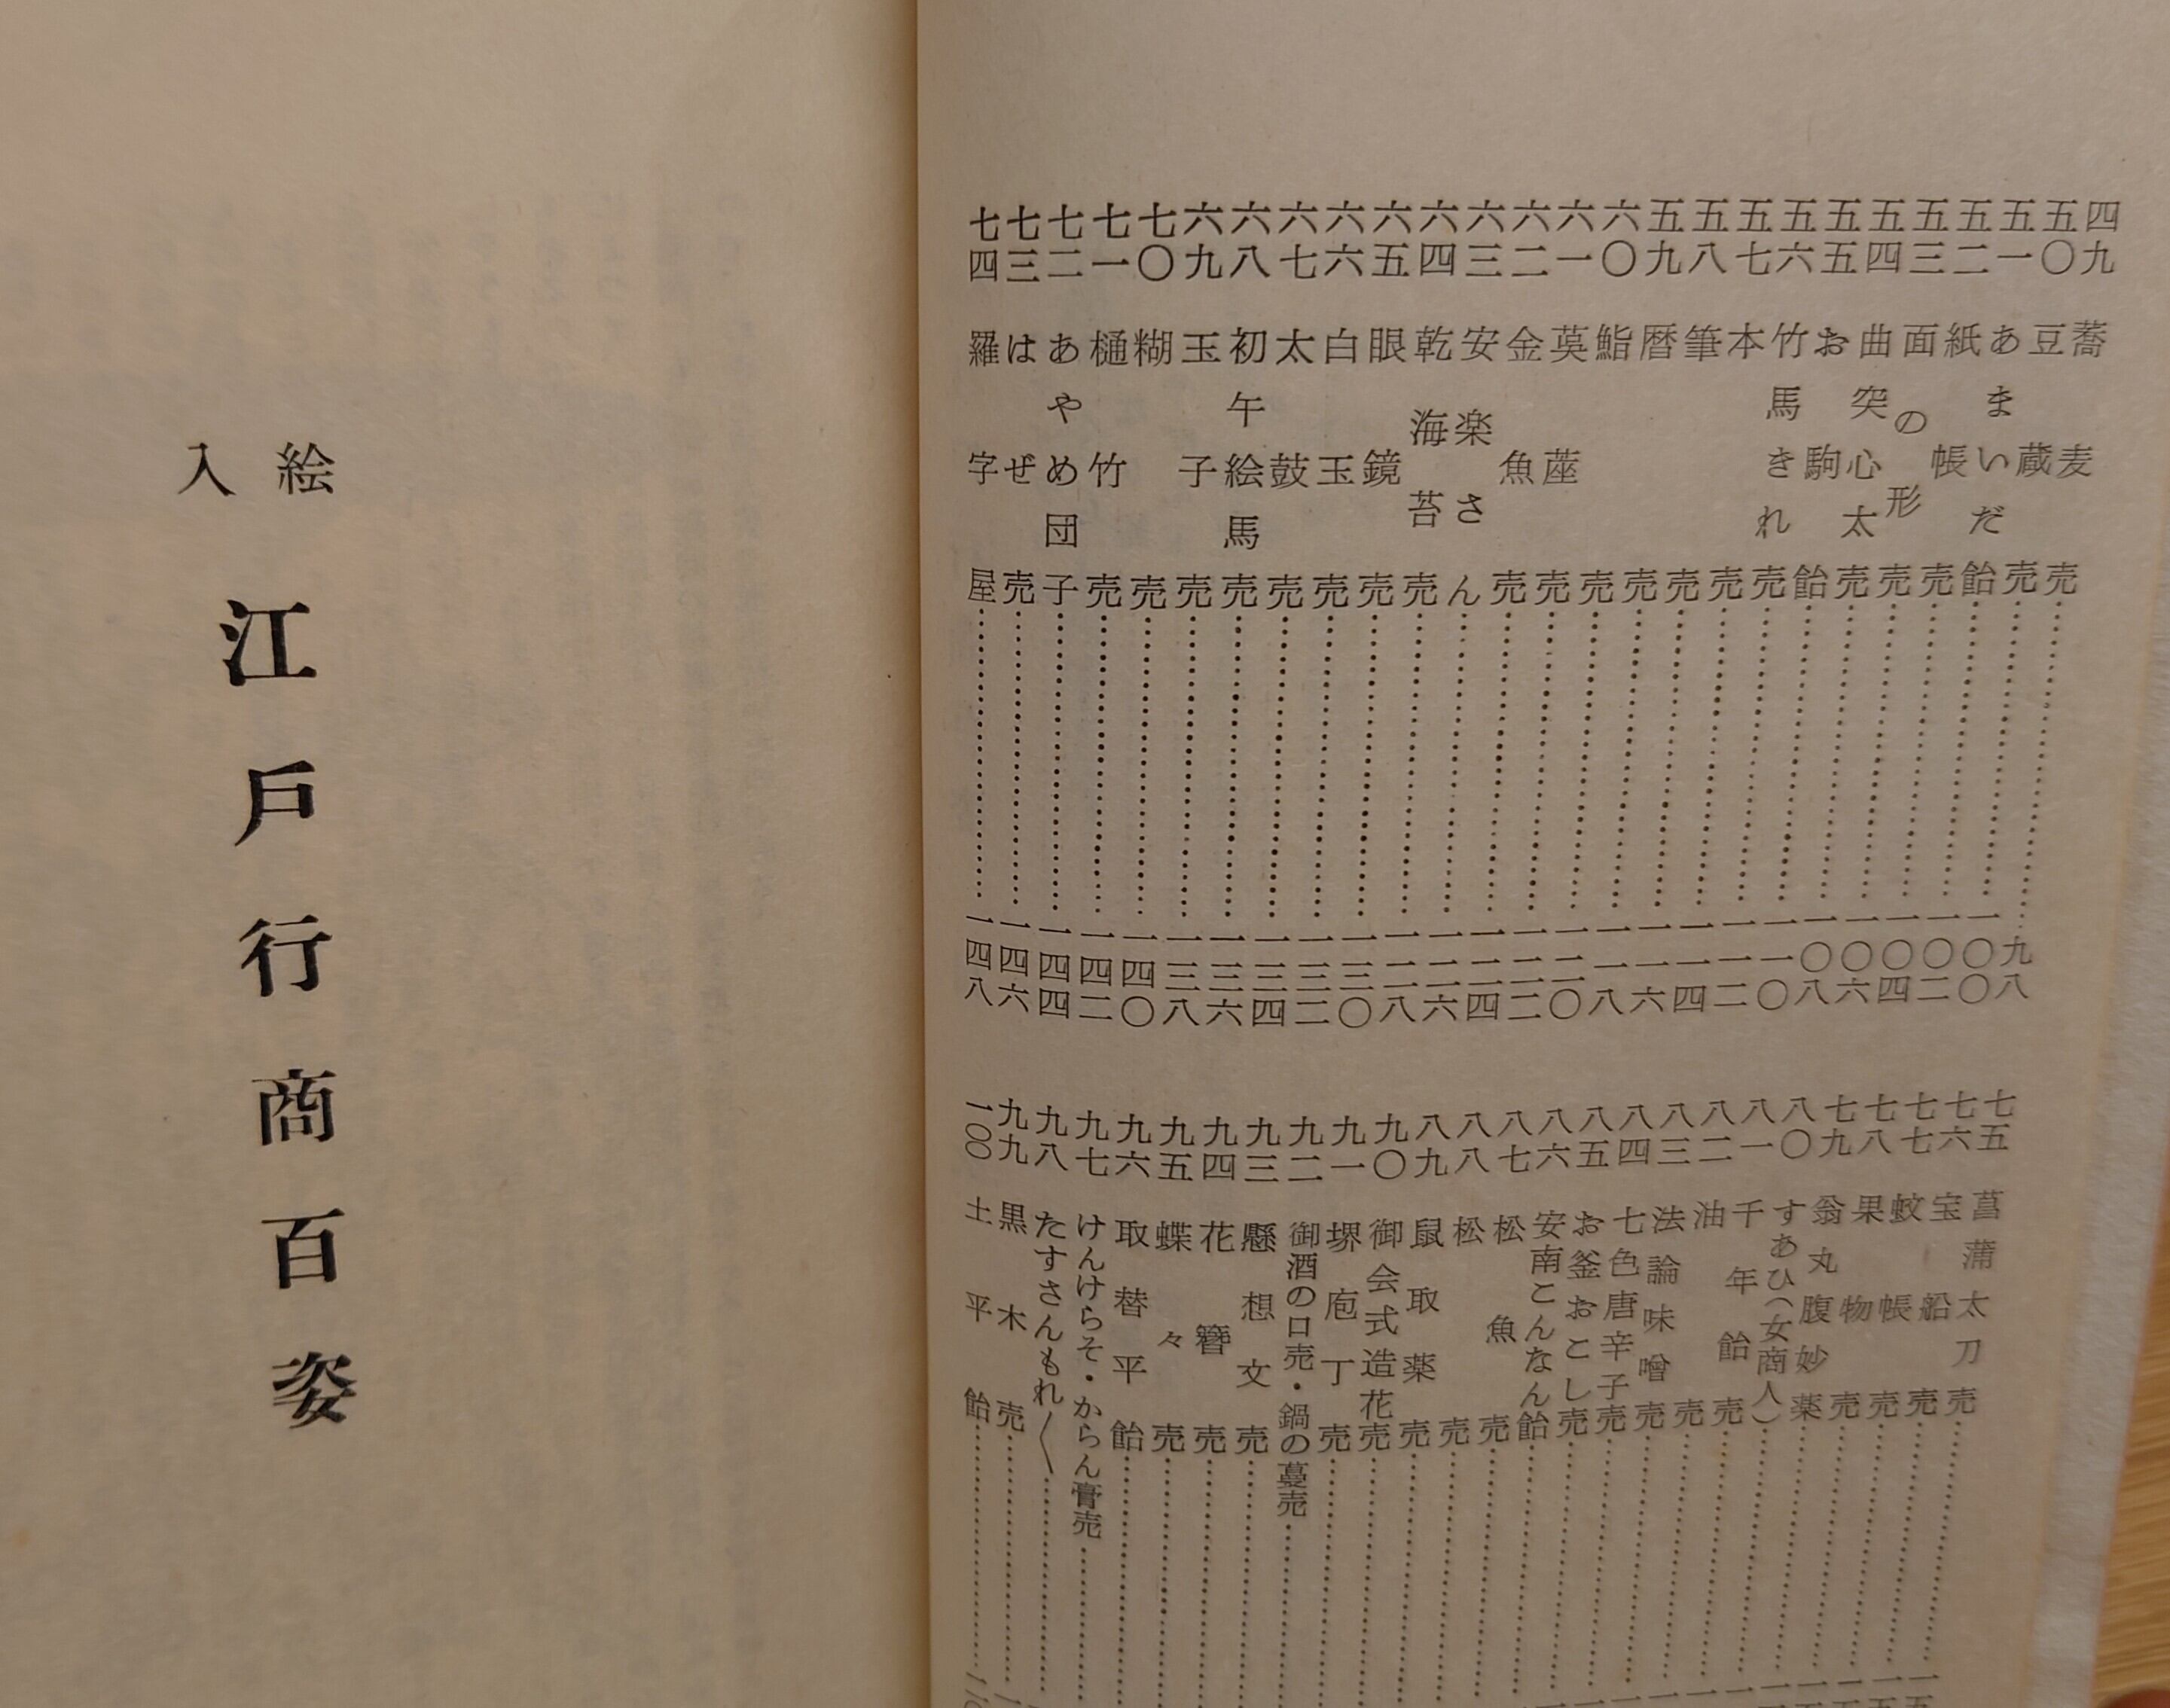 四九 蕎麦売……九八
五〇 豆蔵売……一〇〇
五一 あまいだ飴……一〇二
五二 紙帳売……一〇四
五三 面の形売……一〇六
五四 曲突心太売……一〇八
五五 お駒飴……一一〇
五六 竹馬きれ売……一一二
五七 本売……一一四
五八 筆売……一一六
五九 暦売……一一八
六〇 鮨売……一二〇
六一 茣蓙売……一二二
六二 金魚売……一二四
六三 安楽さん……一二六
六四 乾海苔売……一二八
六五 眼鏡売……一三〇
六六 白玉売……一三二
六七 太鼓売……一三四
六八 初午絵馬売……一三六
六九 玉子売……一三八
七〇 糊売……一四〇
七一 樋竹売……一四二
七二 あやめ団子……一四四
七三 はぜ売……一四六
七四 羅字屋……一四八
七五 菖蒲太刀売……
七六 宝船売……
七七 蚊帳売……
七八 果物売……
七九 翁丸腹妙薬……
八〇 すあひ(女商人)……
八一 千年飴売……
八二 油売……
八三 法論味噌売……
八四 七色唐辛子売……
八五 お釜おこし売……
八六 安南こんなん飴……
八七 松魚売……
八八 松売……
八九 鼠取薬売……
九〇 御会式造花売……
九一 堺庖丁売……
九二 御酒の口売・鍋の蔓売……
九三 懸想文売……
九四 花簪売……
九五 蝶々売……
九六 取替平飴……
九七 けんけらそ・からん膏売……
九八 たすさんもれ〱……
九九 黒木売……
一〇〇 土平飴……
絵入
江戸行商百姿